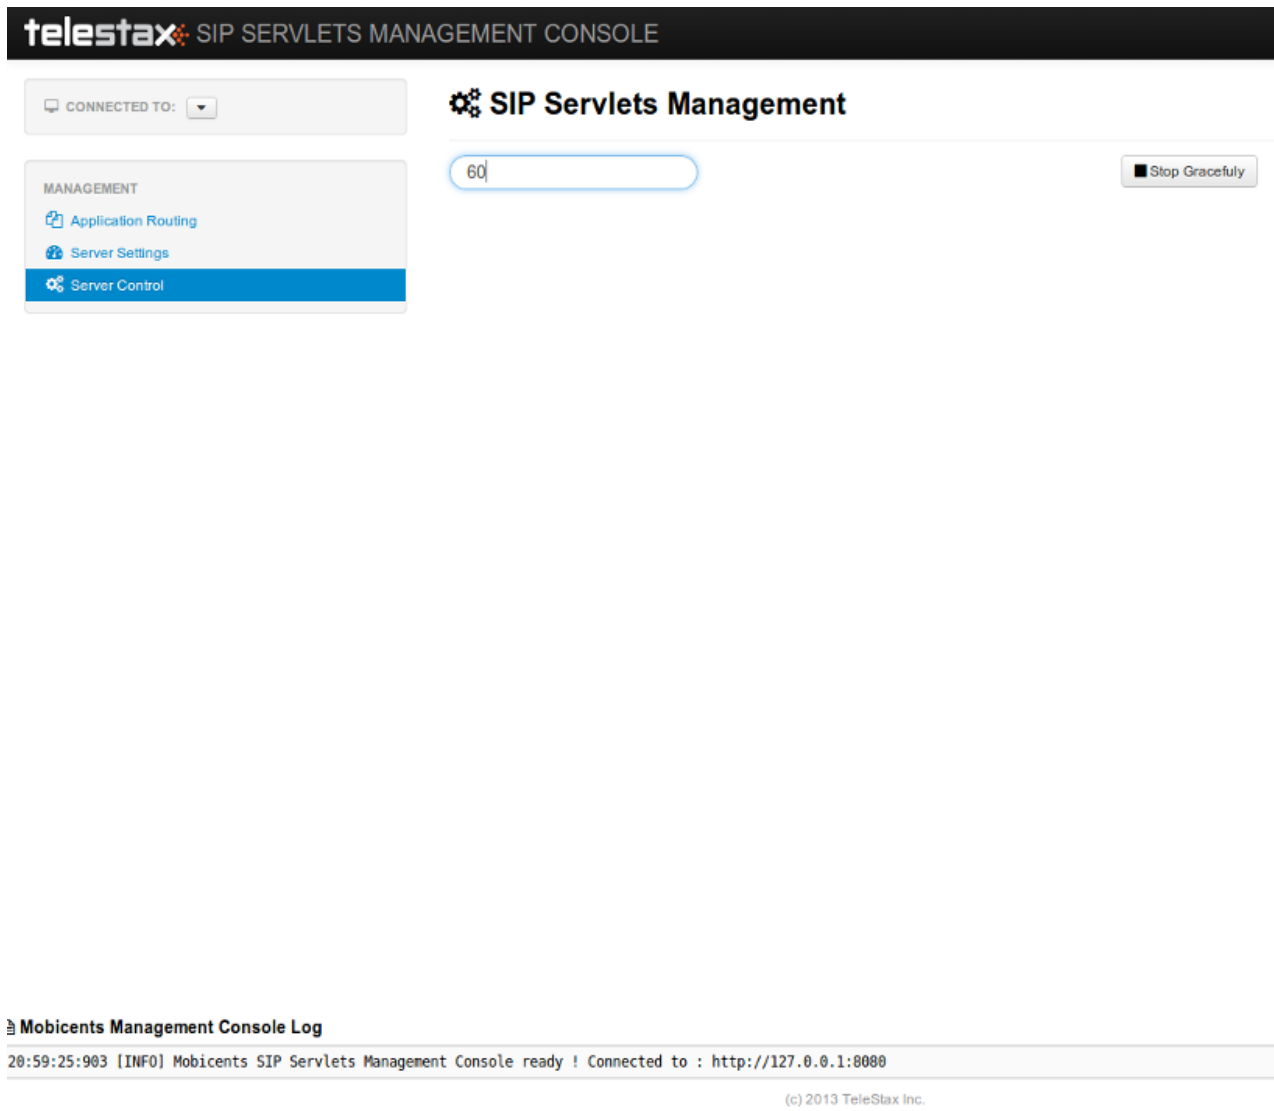 telestax SIP SERVLETS MANAGEMENT CONSOLE
CONNECTED TO:
SIP Servlets Management
60
Stop Gracefuly
MANAGEMENT
Application Routing
Server Settings
Server Control
Mobicents Management Console Log
20:59:25:903 [INFO] Mobicents SIP Servlets Management Console ready ! Connected to : http://127.0.0.1:8080
(c) 2013 TeleStax Inc.